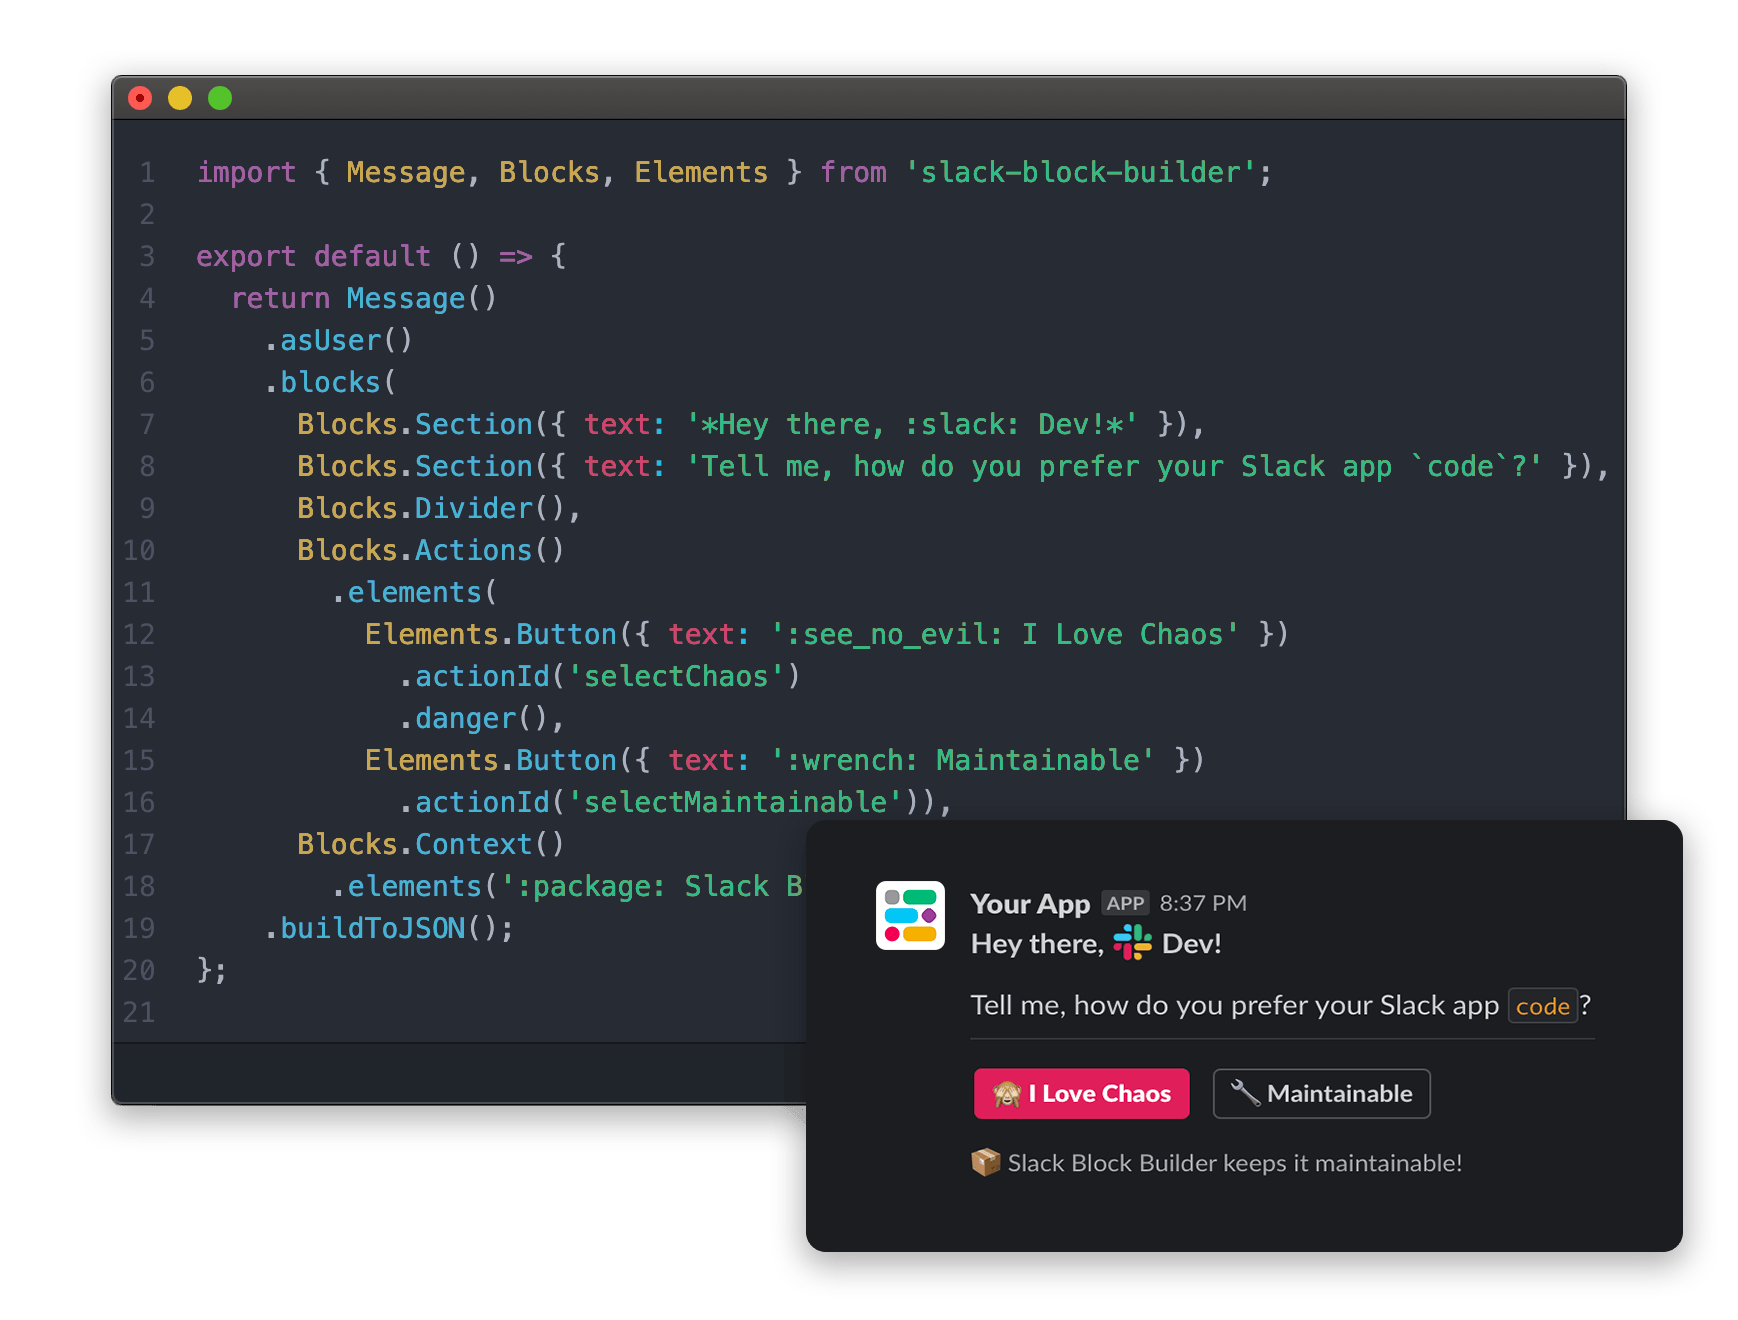 1 import { Message, Blocks, Elements } from 'slack-block-builder';
2
3 export default () => {
4 return Message()
5 .asUser()
6 .blocks(
7 Blocks.Section({ text: '*Hey there, :slack: Dev!*' }),
8 Blocks.Section({ text: 'Tell me, how do you prefer your Slack app `code`?' }),
9 Blocks.Divider(),
10 Blocks.Actions()
11 .elements(
12 Elements.Button({ text: ':see_no_evil: I Love Chaos' })
13 .actionId('selectChaos')
14 .danger(),
15 Elements.Button({ text: ':wrench: Maintainable' })
16 .actionId('selectMaintainable')),
17 Blocks.Context()
18 .elements(':package: Slack B
19 .buildToJSON();
20 };
21
Your App APP 8:37 PM
Hey there, Dev!
Tell me, how do you prefer your Slack app code?
I Love Chaos Maintainable
Slack Block Builder keeps it maintainable!